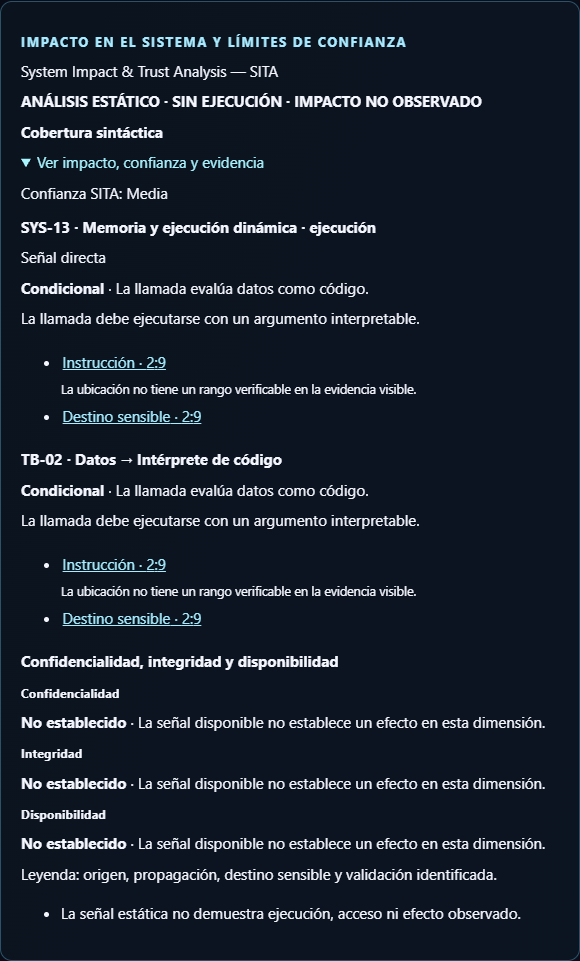 IMPACTO EN EL SISTEMA Y LÍMITES DE CONFIANZA
System Impact & Trust Analysis — SITA
ANÁLISIS ESTÁTICO · SIN EJECUCIÓN · IMPACTO NO OBSERVADO
Cobertura sintáctica
▼ Ver impacto, confianza y evidencia
Confianza SITA: Media
SYS-13 · Memoria y ejecución dinámica · ejecución
Señal directa
Condicional · La llamada evalúa datos como código.
La llamada debe ejecutarse con un argumento interpretable.
• Instrucción · 2:9
La ubicación no tiene un rango verificable en la evidencia visible.
• Destino sensible · 2:9
TB-02 · Datos → Intérprete de código
Condicional · La llamada evalúa datos como código.
La llamada debe ejecutarse con un argumento interpretable.
• Instrucción · 2:9
La ubicación no tiene un rango verificable en la evidencia visible.
• Destino sensible · 2:9
Confidencialidad, integridad y disponibilidad
Confidencialidad
No establecido · La señal disponible no establece un efecto en esta dimensión.
Integridad
No establecido · La señal disponible no establece un efecto en esta dimensión.
Disponibilidad
No establecido · La señal disponible no establece un efecto en esta dimensión.
Leyenda: origen, propagación, destino sensible y validación identificada.
• La señal estática no demuestra ejecución, acceso ni efecto observado.